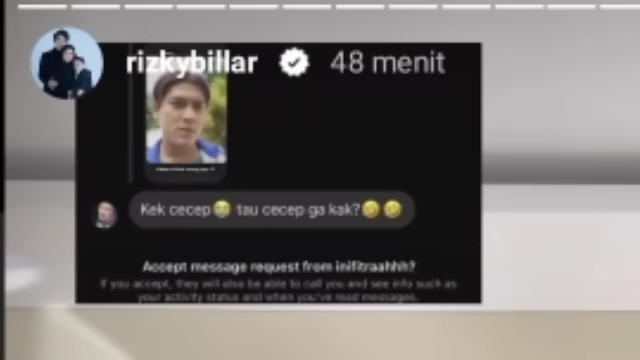 rizkybillar 48 menit
Kek cecep😭 tau cecep ga kak?🤣🤣
Accept message request from inifitraahhh?
If you accept, they will also be able to call you and see info such as
your activity status and when you've read messages.